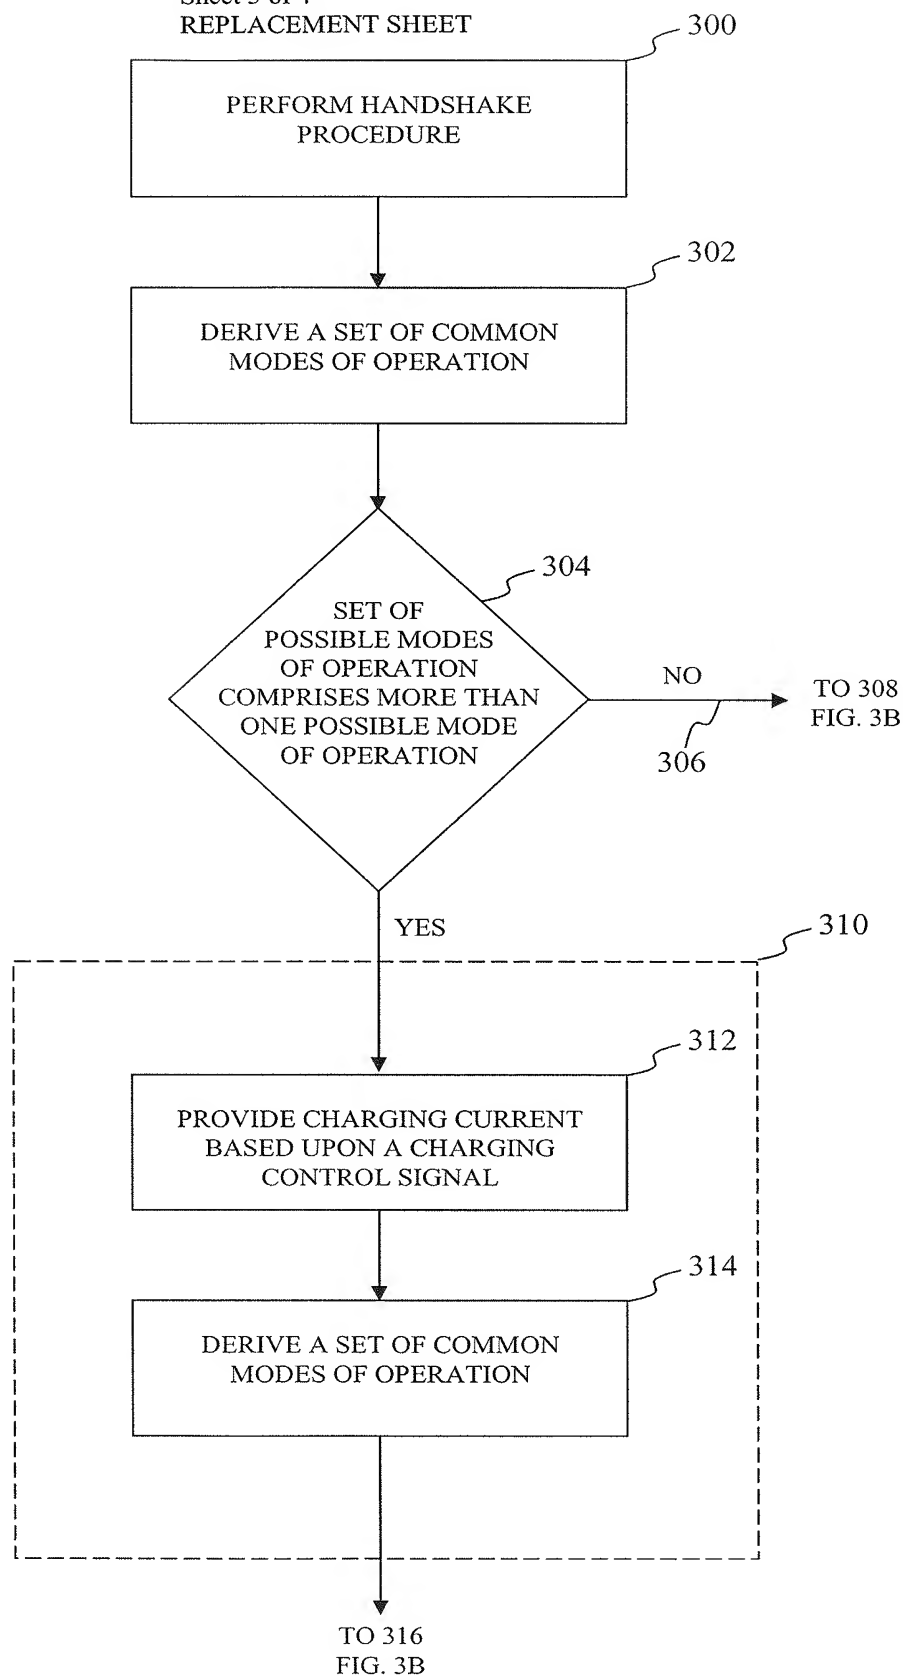 REPLACEMENT SHEET
300
PERFORM HANDSHAKE
PROCEDURE
302
DERIVE A SET OF COMMON
MODES OF OPERATION
304
SET OF
POSSIBLE MODES
OF OPERATION
COMPRISES MORE THAN
ONE POSSIBLE MODE
OF OPERATION
NO
TO 308
FIG. 3B
306
YES
310
312
PROVIDE CHARGING CURRENT
BASED UPON A CHARGING
CONTROL SIGNAL
314
DERIVE A SET OF COMMON
MODES OF OPERATION
TO 316
FIG. 3B